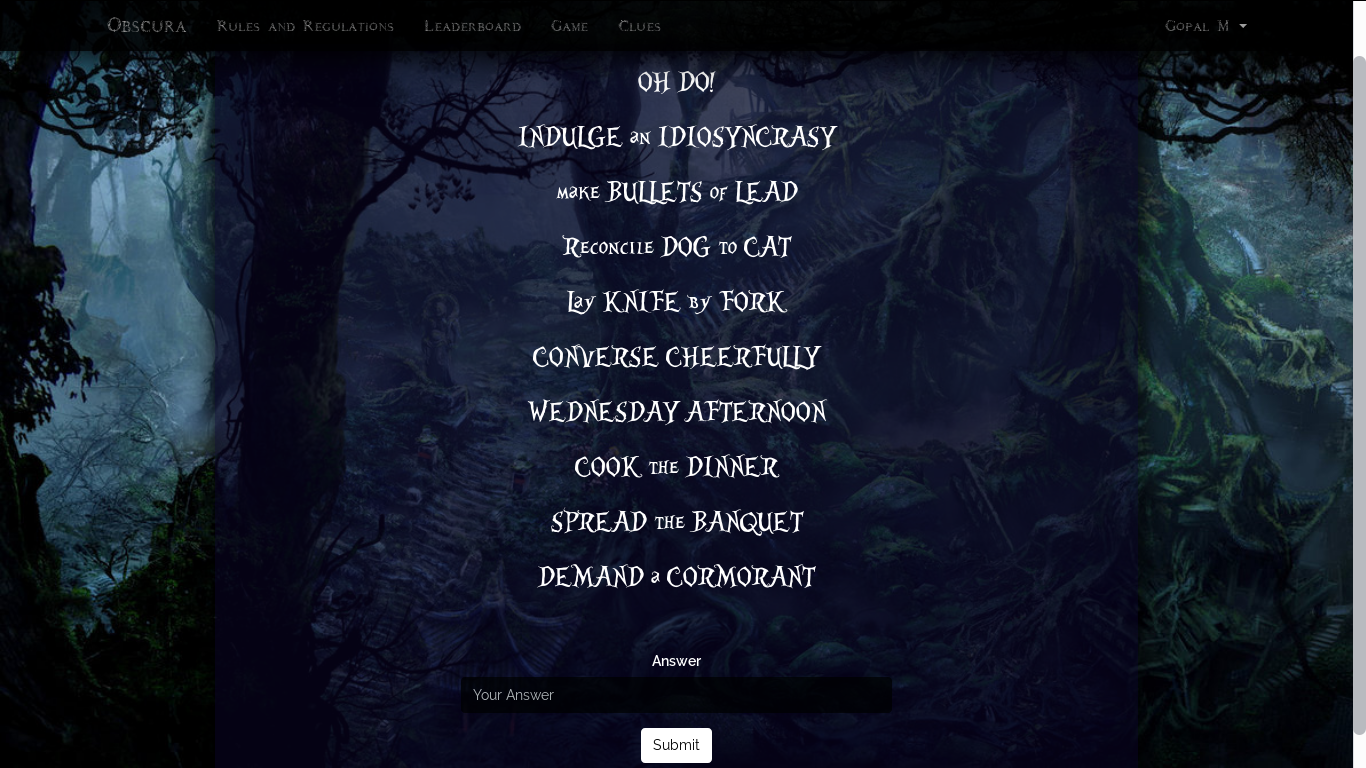 Obscura Rules and Regulations Leaderboard Game Clues Gopal M
OH DO!
INDULGE an IDIOSYNCRASY
make BULLETS of LEAD
Reconcile DOG to CAT
Lay KNIFE by FORK
CONVERSE CHEERFULLY
WEDNESDAY AFTERNOON
COOK the DINNER
SPREAD the BANQUET
DEMAND a CORMORANT
Answer
Your Answer
Submit